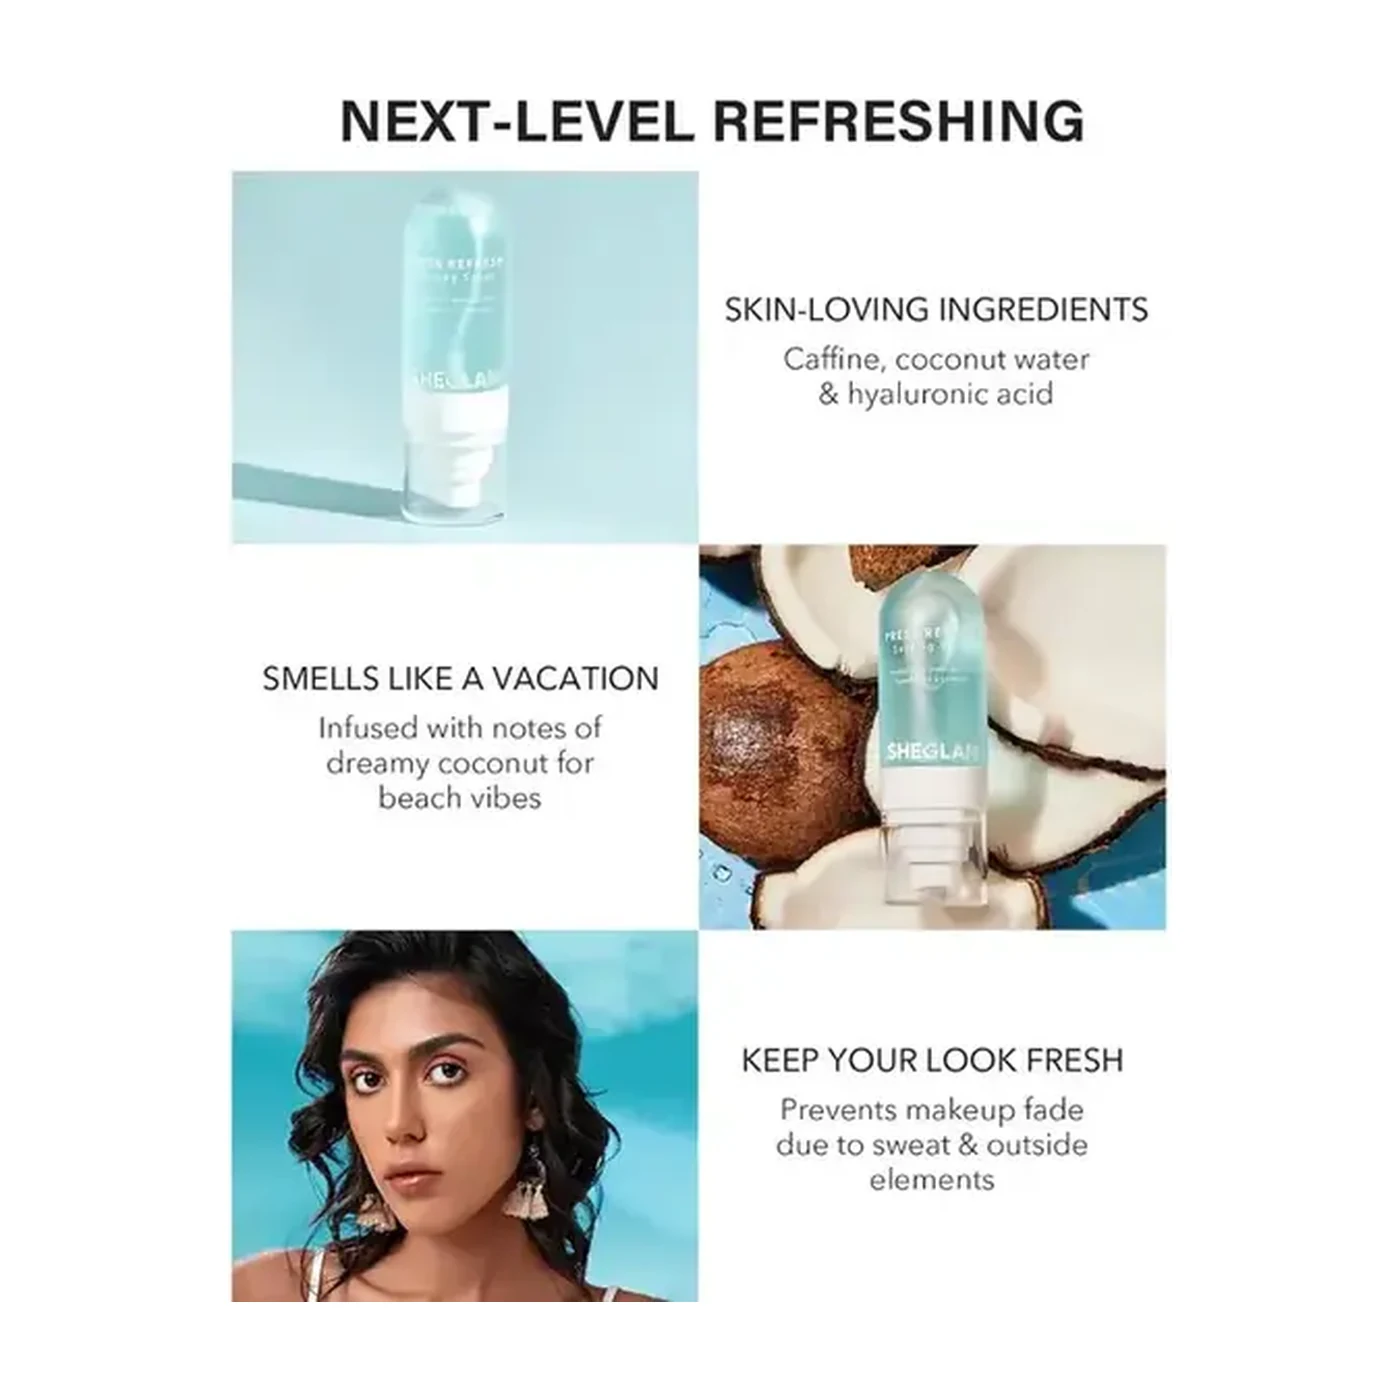 NEXT-LEVEL REFRESHING
SKIN-LOVING INGREDIENTS
Caffine, coconut water
& hyaluronic acid
SHEGLAM
SMELLS LIKE A VACATION
Infused with notes of
dreamy coconut for
beach vibes
SHEGLAM
KEEP YOUR LOOK FRESH
Prevents makeup fade
due to sweat & outside
elements